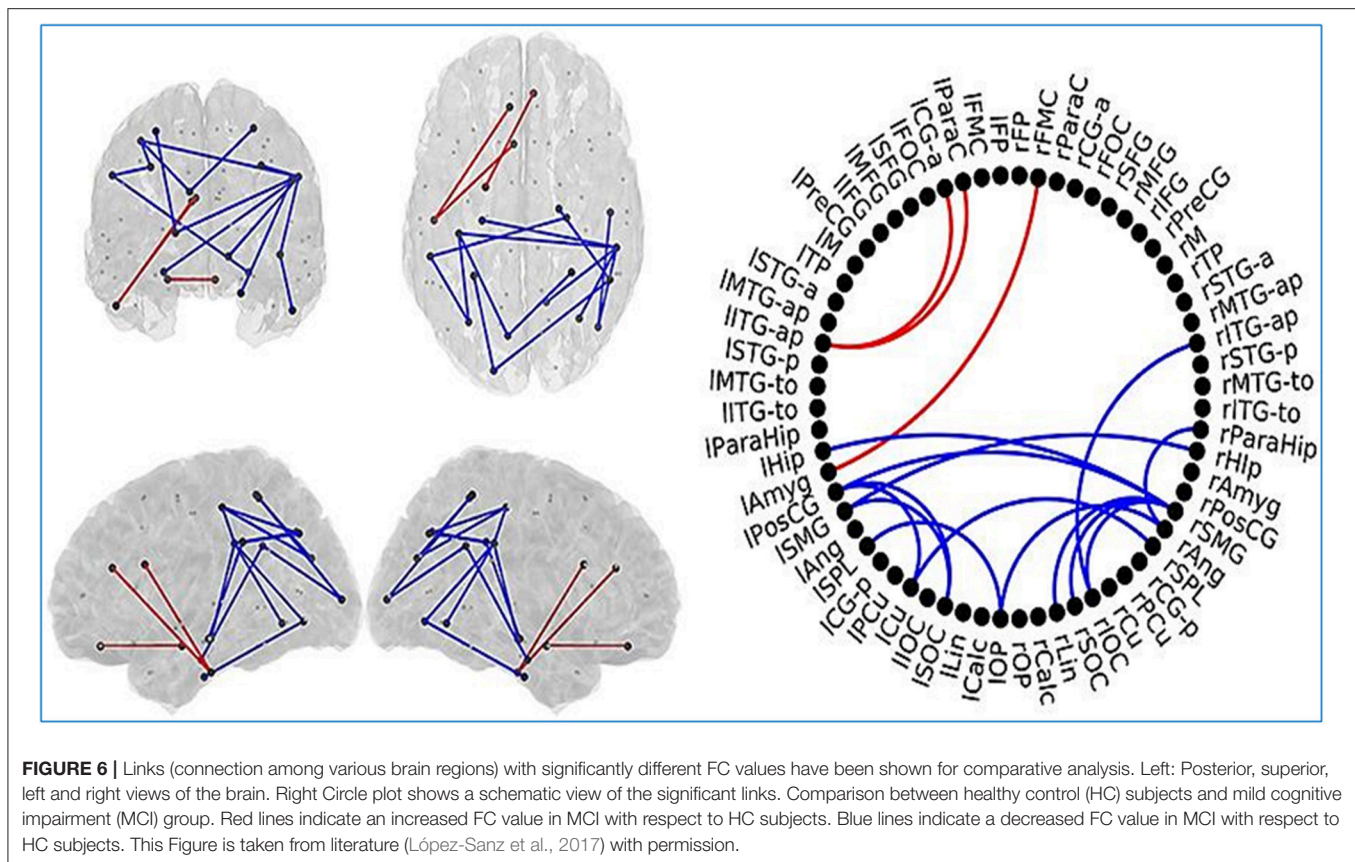 lFP
rFP
rFMC
rParaC
rCG-a
rFOC
rSFG
rMFG
rIFG
rPreCG
rM
rTP
rSTG-a
rMTG-ap
rITG-ap
rSTG-p
rMTG-to
rITG-to
rParaHip
rHIp
rAmyg
rPosCG
rSMG
rAng
rSPL
rCG-p
rPCu
rCu
rIOC
rSOC
rLin
rCalc
rOP
lOP
lCalc
lLin
lSOC
lIOC
lCu
lPCu
lCG-p
lSPL
lAng
lSMG
lPosCG
lAmyg
lHip
lParaHip
lITG-to
lMTG-to
lSTG-p
lITG-ap
lMTG-ap
lSTG-a
lTP
lM
lPreCG
lIFG
lMFG
lSFG
lFOC
lCG-a
lParaC
lFMC
FIGURE 6 | Links (connection among various brain regions) with significantly different FC values have been shown for comparative analysis. Left: Posterior, superior,
left and right views of the brain. Right Circle plot shows a schematic view of the significant links. Comparison between healthy control (HC) subjects and mild cognitive
impairment (MCI) group. Red lines indicate an increased FC value in MCI with respect to HC subjects. Blue lines indicate a decreased FC value in MCI with respect to
HC subjects. This Figure is taken from literature (López-Sanz et al., 2017) with permission.